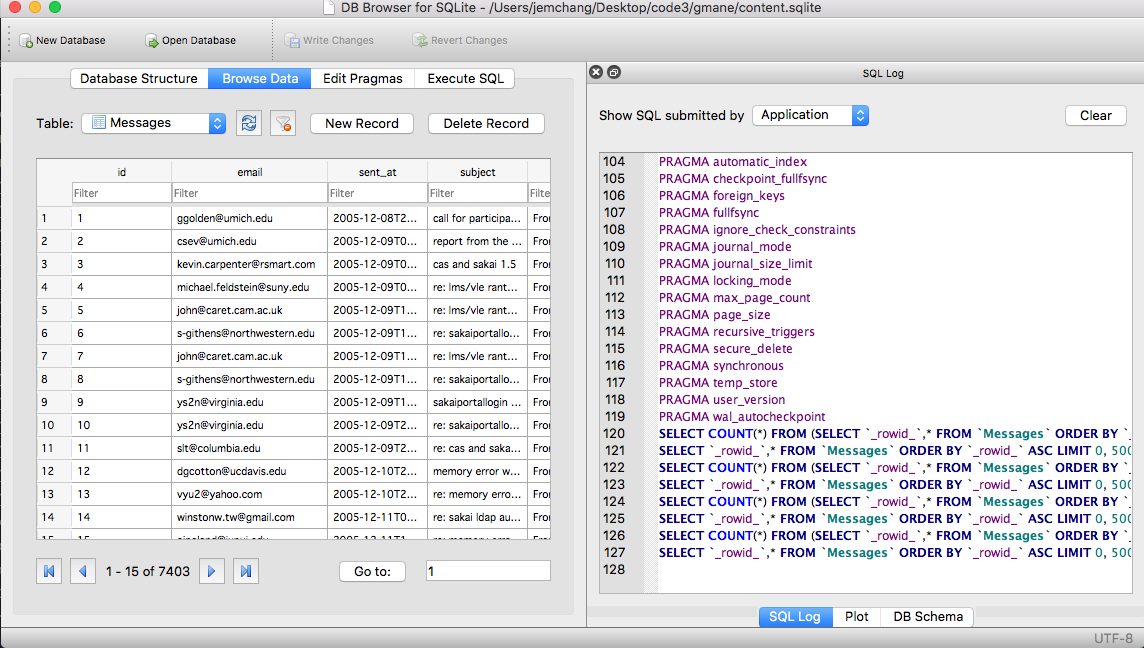 DB Browser for SQLite - /Users/jemchang/Desktop/code3/gmane/content.sqlite
New Database Open Database Write Changes Revert Changes
Database Structure Browse Data Edit Pragmas Execute SQL
Table: Messages New Record Delete Record
id email sent_at subject
Filter Filter Filter Filter Filte
1 1 ggolden@umich.edu 2005-12-08T2... call for participa... Fror
2 2 csev@umich.edu 2005-12-09T0... report from the ... Fror
3 3 kevin.carpenter@rsmart.com 2005-12-09T0... cas and sakai 1.5 Fror
4 4 michael.feldstein@suny.edu 2005-12-09T0... re: lms/vle rant... Fror
5 5 john@caret.cam.ac.uk 2005-12-09T1... re: lms/vle rant... Fror
6 6 s-githens@northwestern.edu 2005-12-09T1... re: sakaiportallo... Fror
7 7 john@caret.cam.ac.uk 2005-12-09T1... re: lms/vle rant... Fror
8 8 s-githens@northwestern.edu 2005-12-09T1... re: sakaiportallo... Fror
9 9 ys2n@virginia.edu 2005-12-09T1... sakaiportallogin ... Fror
10 10 ys2n@virginia.edu 2005-12-09T2... re: sakaiportallo... Fror
11 11 slt@columbia.edu 2005-12-09T2... re: cas and saka... Fror
12 12 dgcotton@ucdavis.edu 2005-12-10T2... memory error w... Fror
13 13 vyu2@yahoo.com 2005-12-10T2... re: memory erro... Fror
14 14 winstonw.tw@gmail.com 2005-12-11T0... re: sakai ldap au... Fror
1 - 15 of 7403 Go to: 1
SQL Log
Show SQL submitted by Application Clear
104 PRAGMA automatic_index
105 PRAGMA checkpoint_fullfsync
106 PRAGMA foreign_keys
107 PRAGMA fullfsync
108 PRAGMA ignore_check_constraints
109 PRAGMA journal_mode
110 PRAGMA journal_size_limit
111 PRAGMA locking_mode
112 PRAGMA max_page_count
113 PRAGMA page_size
114 PRAGMA recursive_triggers
115 PRAGMA secure_delete
116 PRAGMA synchronous
117 PRAGMA temp_store
118 PRAGMA user_version
119 PRAGMA wal_autocheckpoint
120 SELECT COUNT(*) FROM (SELECT `_rowid_`,* FROM `Messages` ORDER BY `_
121 SELECT `_rowid_`,* FROM `Messages` ORDER BY `_rowid_` ASC LIMIT 0, 500
122 SELECT COUNT(*) FROM (SELECT `_rowid_`,* FROM `Messages` ORDER BY `_
123 SELECT `_rowid_`,* FROM `Messages` ORDER BY `_rowid_` ASC LIMIT 0, 500
124 SELECT COUNT(*) FROM (SELECT `_rowid_`,* FROM `Messages` ORDER BY `_
125 SELECT `_rowid_`,* FROM `Messages` ORDER BY `_rowid_` ASC LIMIT 0, 500
126 SELECT COUNT(*) FROM (SELECT `_rowid_`,* FROM `Messages` ORDER BY `_
127 SELECT `_rowid_`,* FROM `Messages` ORDER BY `_rowid_` ASC LIMIT 0, 500
128
SQL Log Plot DB Schema
UTF-8